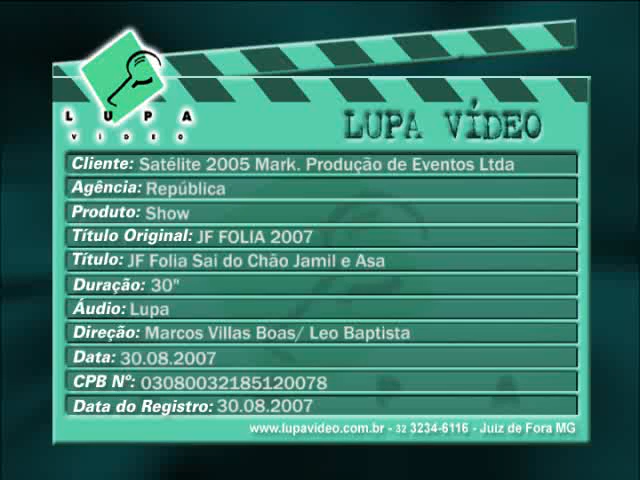 LUPA
VÍDEO
LUPA VÍDEO
Cliente: Satélite 2005 Mark. Produção de Eventos Ltda
Agência: República
Produto: Show
Título Original: JF FOLIA 2007
Título: JF Folia Sai do Chão Jamil e Asa
Duração: 30"
Áudio: Lupa
Direção: Marcos Villas Boas/ Leo Baptista
Data: 30.08.2007
CPB Nº: 03080032185120078
Data do Registro: 30.08.2007
www.lupavideo.com.br - 32 3234-6116 - Juiz de Fora MG